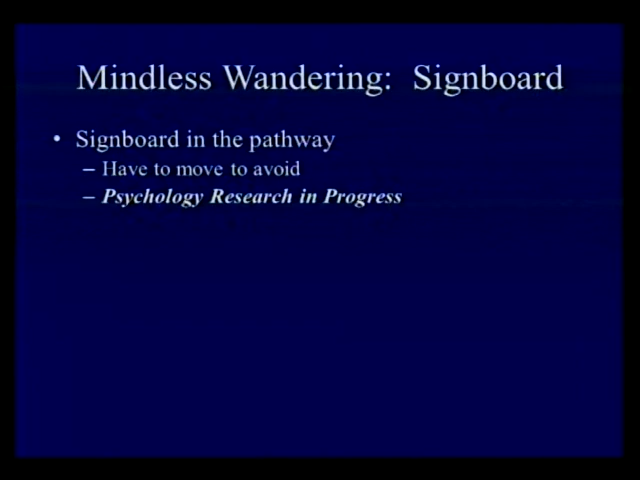 Mindless Wandering: Signboard
• Signboard in the pathway
– Have to move to avoid
– Psychology Research in Progress